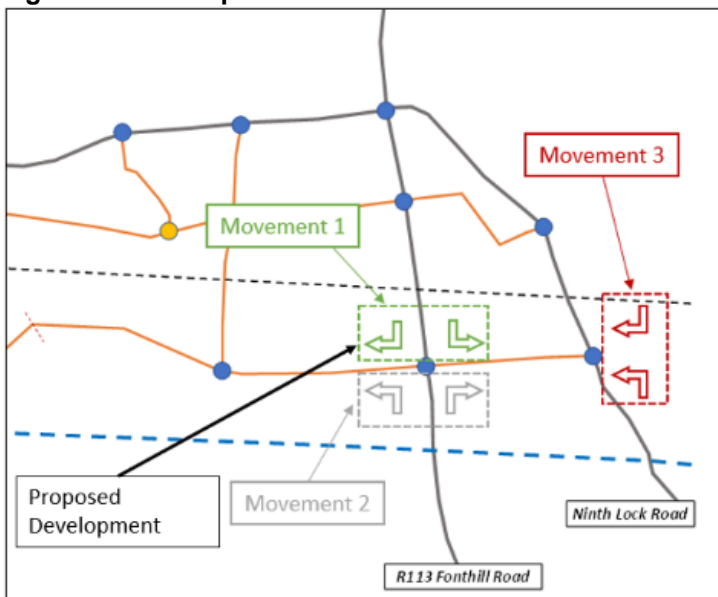 Movement 3
Movement 1
Proposed
Development
Movement 2
Ninth Lock Road
R113 Fonthill Road